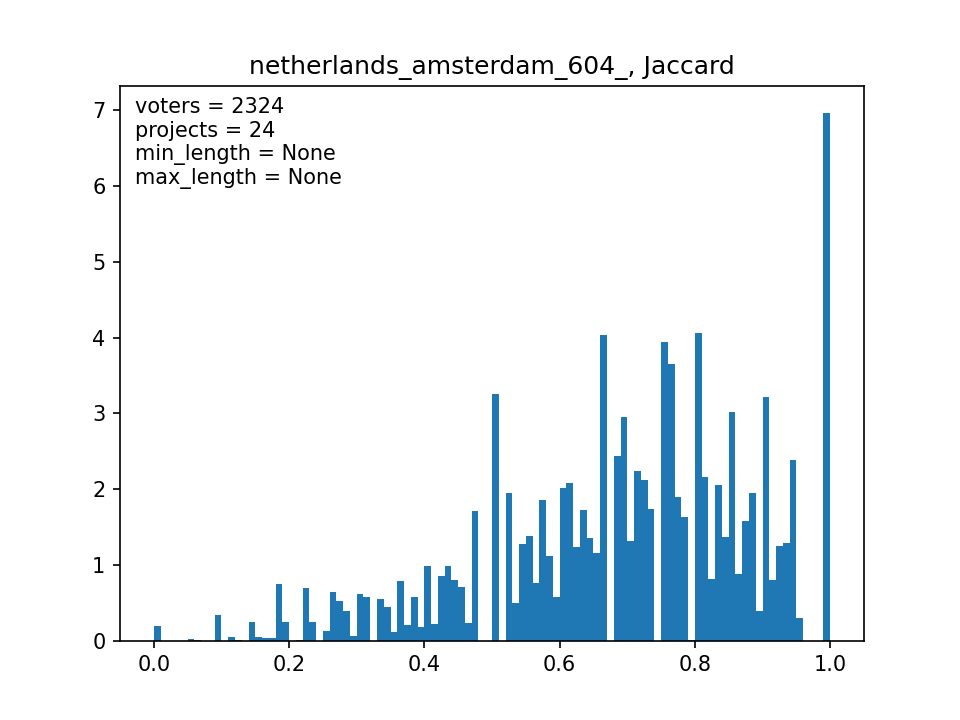 netherlands_amsterdam_604_, Jaccard
voters = 2324
projects = 24
min_length = None
max_length = None
7
6
5
4
3
2
1
0
0.0 0.2 0.4 0.6 0.8 1.0